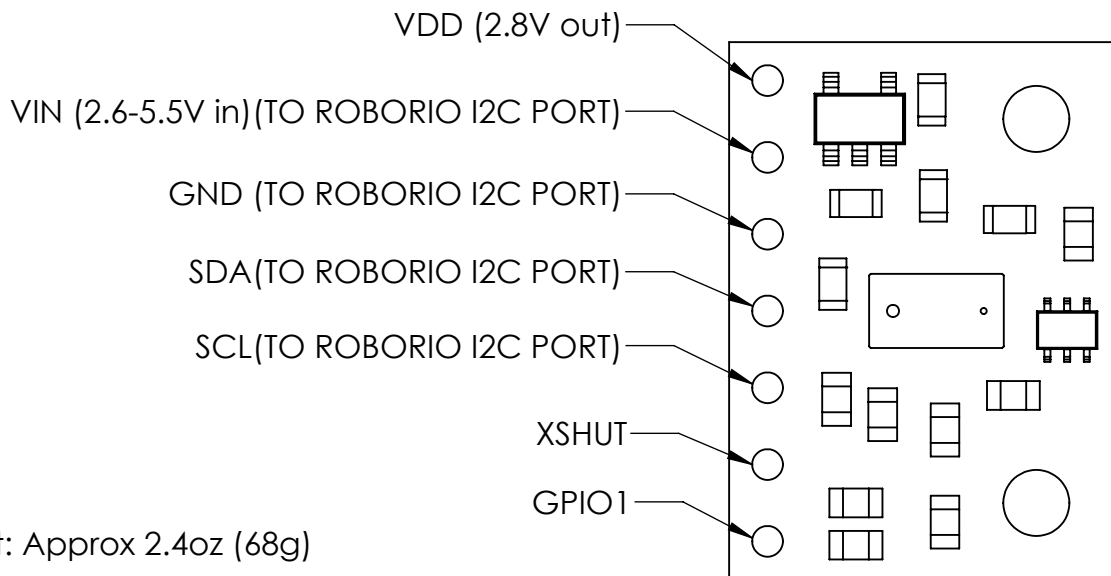 VDD (2.8V out)
VIN (2.6-5.5V in)(TO ROBORIO I2C PORT)
GND (TO ROBORIO I2C PORT)
SDA(TO ROBORIO I2C PORT)
SCL(TO ROBORIO I2C PORT)
XSHUT
GPIO1
: Approx 2.4oz (68g)